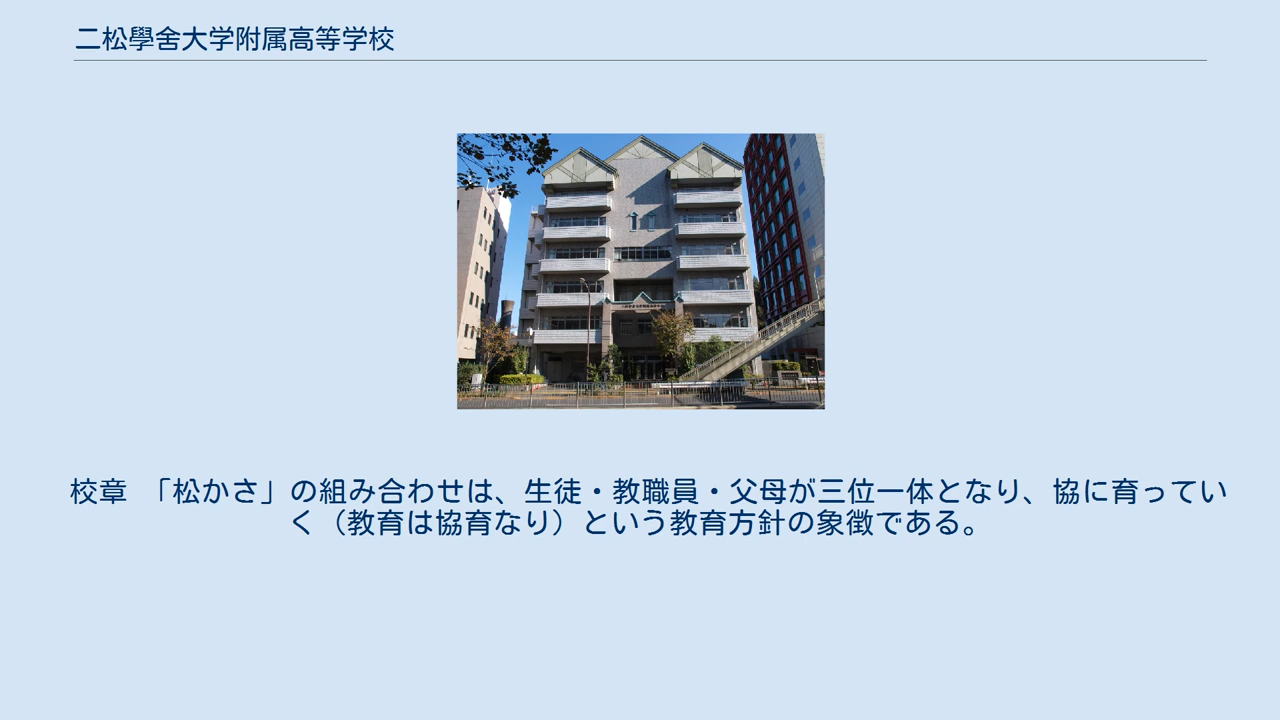 二松學舍大学附属高等学校
校章 「松かさ」の組み合わせは、生徒・教職員・父母が三位一体となり、協に育ってい
く（教育は協育なり）という教育方針の象徴である。